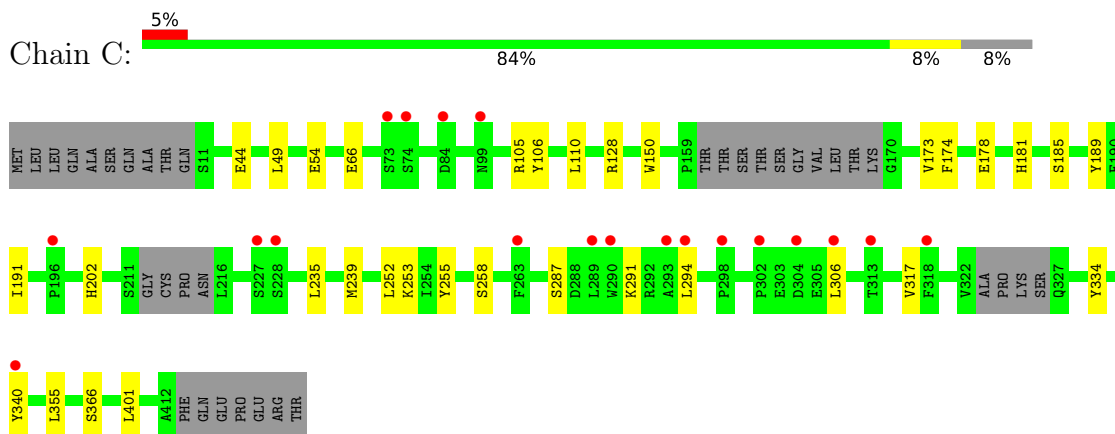 5%
Chain C:
84% 8% 8%
MET LEU LEU GLN ALA SER GLN ALA THR GLN S11 E44 L49 E54 E66 S73 S74 D84 N99 R105 Y106 L110 R128 W150 P159 THR THR SER THR THR SER GLY VAL LEU THR LYS G170 V173 F174 E178 H181 S185 Y189 E190
I191 P196 H202 S211 GLY CYS PRO ASN L216 S227 S228 L235 M239 L252 K253 I254 Y255 S258 F263 S287 D288 L289 W290 K291 R292 A293 L294 P298 P302 E303 D304 E305 L306 T313 V317 F318 V322 ALA PRO LYS SER Q327 Y334
Y340 L355 S366 L401 A412 PHE GLN GLU PRO GLU ARG THR